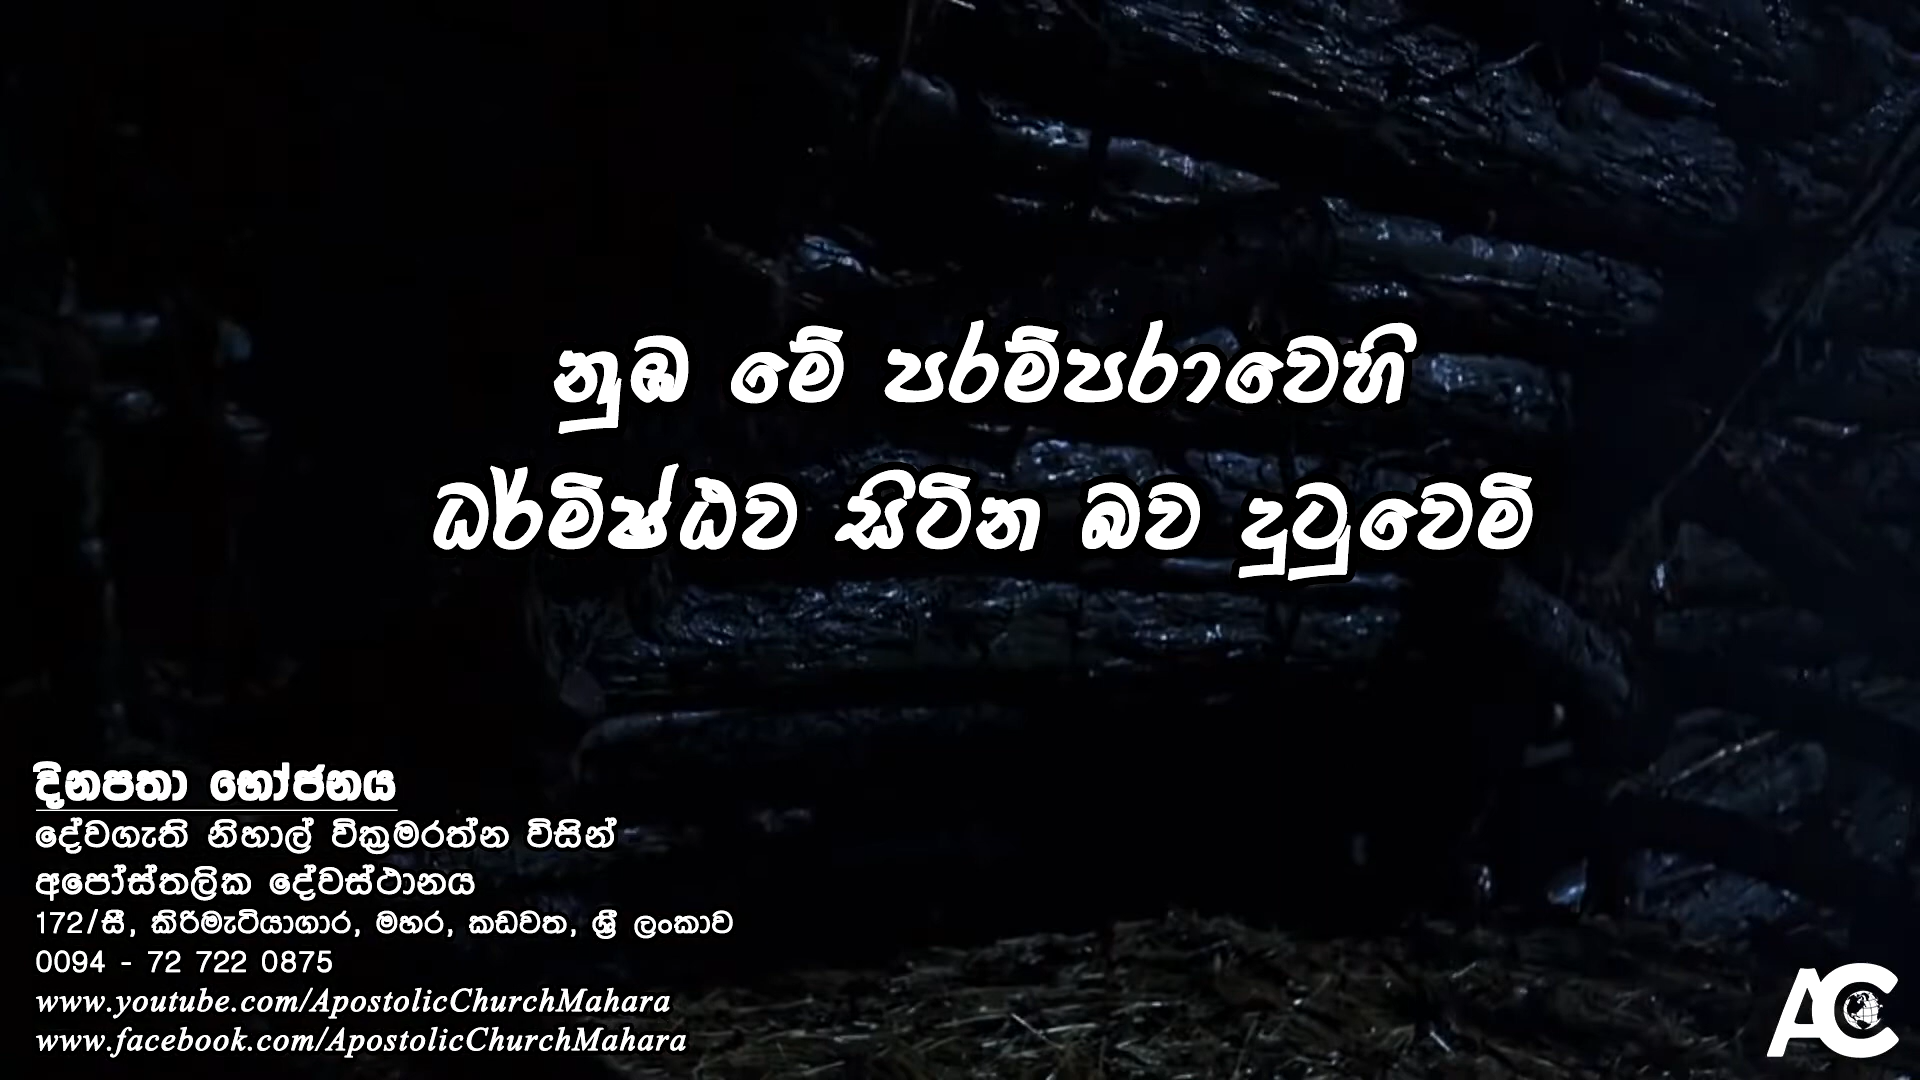 නුඹ මේ පරම්පරාවෙහි
ධර්මිෂ්ඨව සිටින බව දුටුවෙමි
දිනපතා භෝජනය
දේවගැති නිහාල් වික්‍රමරත්න විසින්
අපෝස්තලික දේවස්ථානය
172/සී, කිරිමැටියාගාර, මහර, කඩවත, ශ්‍රී ලංකාව
0094 - 72 722 0875
www.youtube.com/ApostolicChurchMahara
www.facebook.com/ApostolicChurchMahara
AC